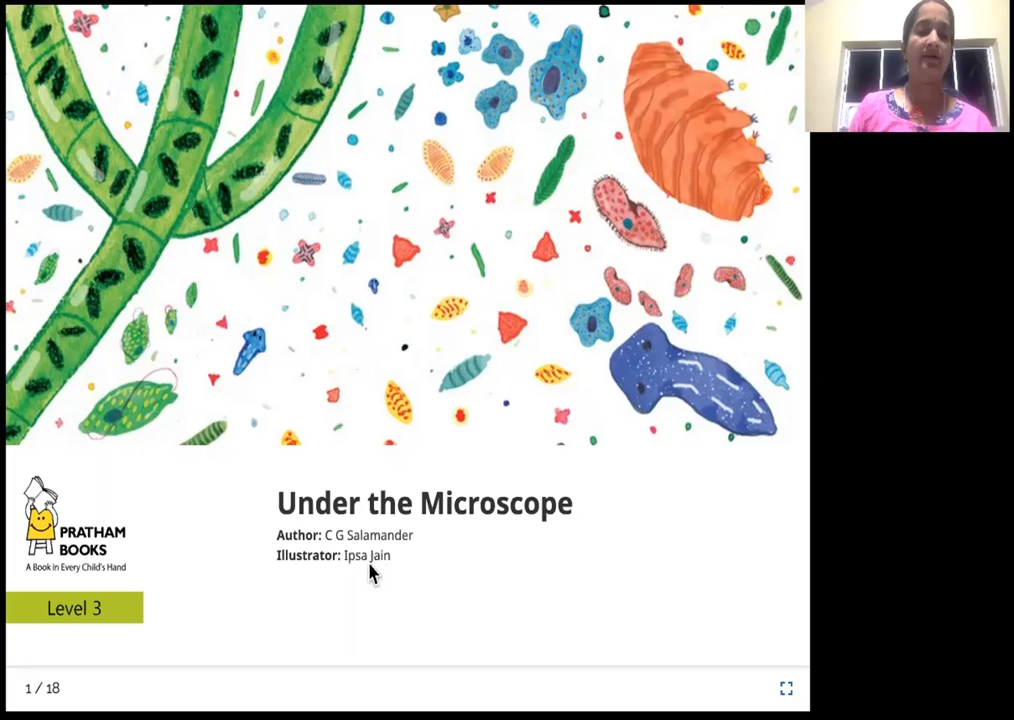 Under the Microscope
Author: C G Salamander
Illustrator: Ipsa Jain
PRATHAM
BOOKS
A Book in Every Child's Hand
Level 3
1 / 18